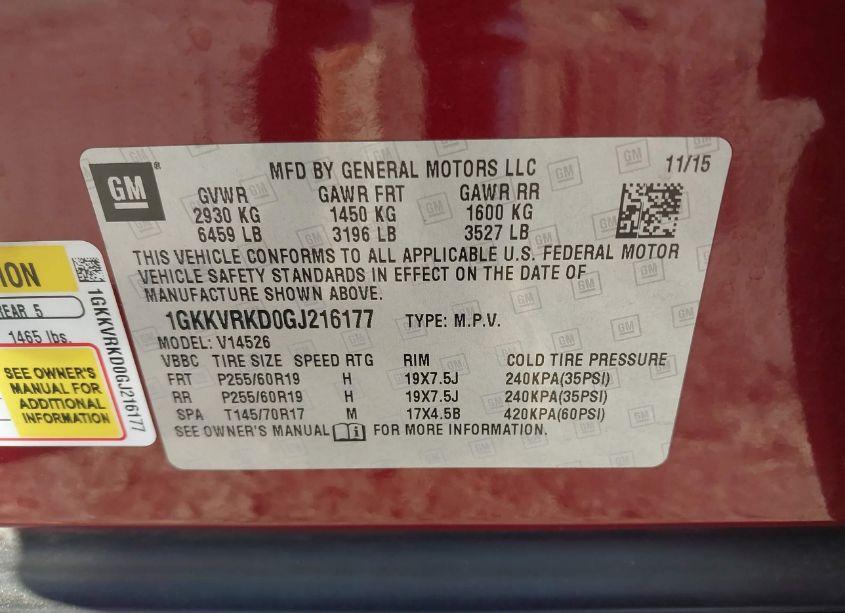 GM
MFD BY GENERAL MOTORS LLC
11/15
GVWR GAWR FRT GAWR RR
2930 KG 1450 KG 1600 KG
6459 LB 3196 LB 3527 LB
THIS VEHICLE CONFORMS TO ALL APPLICABLE U.S. FEDERAL MOTOR
VEHICLE SAFETY STANDARDS IN EFFECT ON THE DATE OF
MANUFACTURE SHOWN ABOVE.
1GKKVRKD0GJ216177 TYPE: M.P.V.
MODEL: V14526
VBBC TIRE SIZE SPEED RTG RIM COLD TIRE PRESSURE
FRT P255/60R19 H 19X7.5J 240KPA(35PSI)
RR P255/60R19 H 19X7.5J 240KPA(35PSI)
SPA T145/70R17 M 17X4.5B 420KPA(60PSI)
SEE OWNER'S MANUAL FOR MORE INFORMATION.
REAR 5
1465 lbs.
SEE OWNER'S
MANUAL FOR
ADDITIONAL
INFORMATION
1GKKVRKD0GJ216177